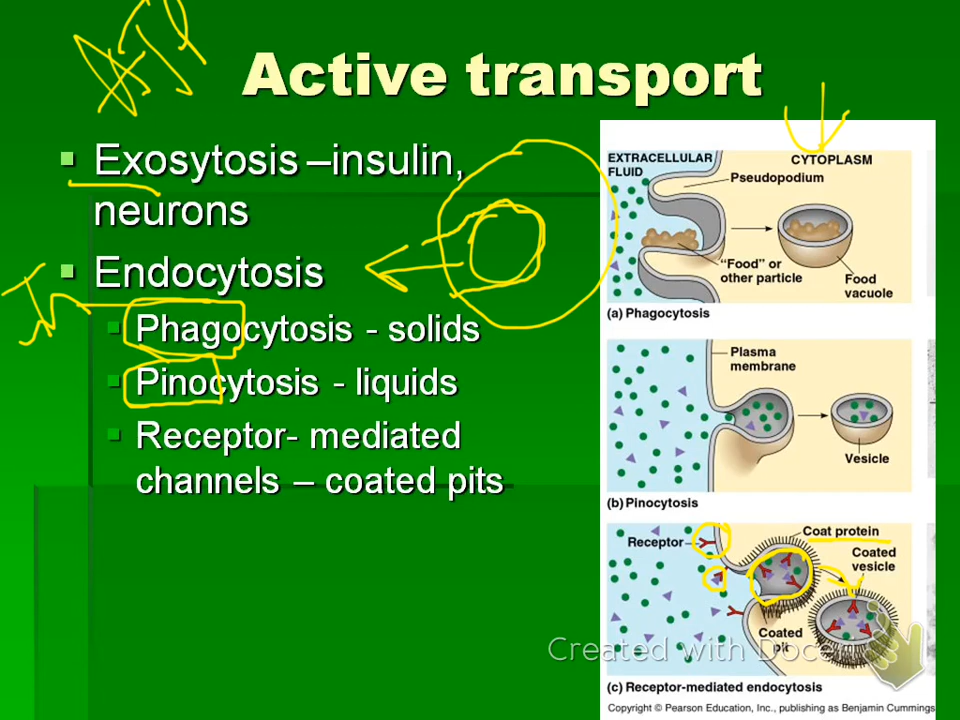 ATP
Active transport
Exosytosis –insulin,
neurons
Endocytosis
In
Phagocytosis - solids
Pinocytosis - liquids
Receptor- mediated
channels – coated pits
EXTRACELLULAR
FLUID
CYTOPLASM
Pseudopodium
"Food" or
other particle
Food
vacuole
(a) Phagocytosis
Plasma
membrane
Vesicle
(b) Pinocytosis
Receptor
Coat protein
Coated
vesicle
Coated
pit
(c) Receptor-mediated endocytosis
Copyright © Pearson Education, Inc., publishing as Benjamin Cummings
Created with